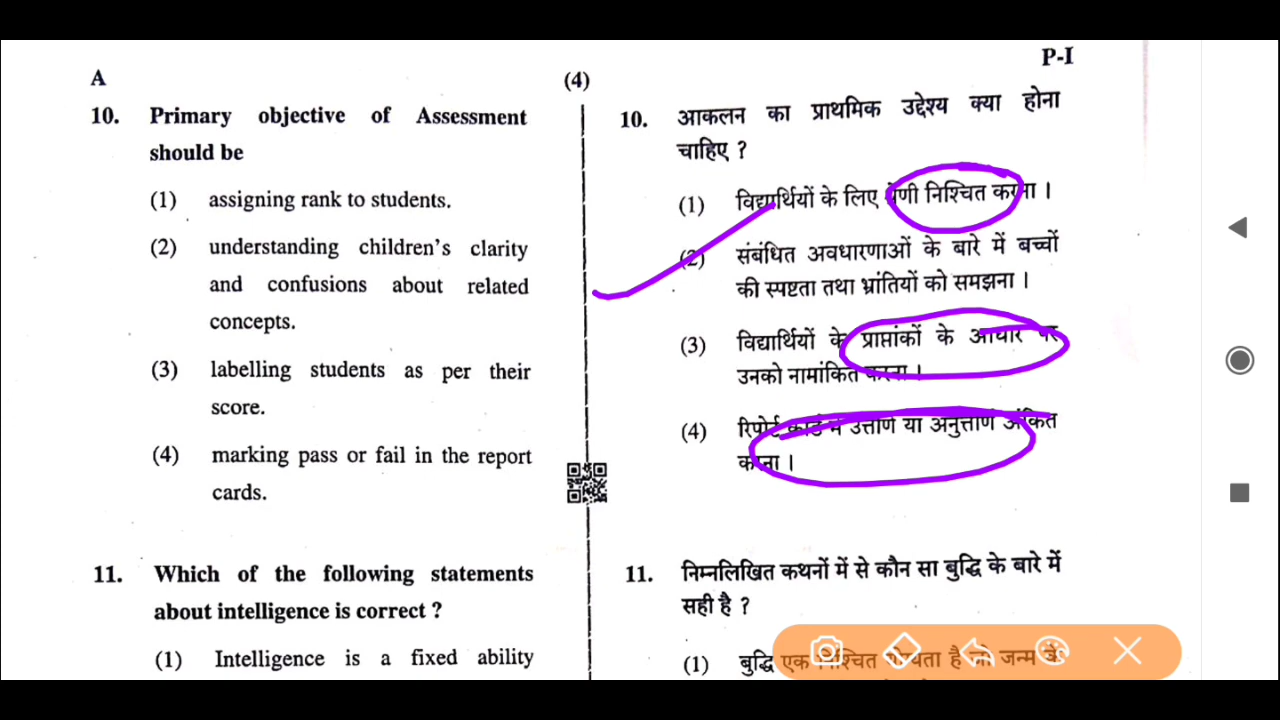 P-I
A
(4)
10. Primary objective of Assessment
should be
(1) assigning rank to students.
(2) understanding children's clarity
and confusions about related
concepts.
(3) labelling students as per their
score.
(4) marking pass or fail in the report
cards.
11. Which of the following statements
about intelligence is correct ?
(1) Intelligence is a fixed ability
10. आकलन का प्राथमिक उद्देश्य क्या होना
चाहिए ?
(1) विद्यार्थियों के लिए श्रेणी निश्चित करना ।
(2) संबंधित अवधारणाओं के बारे में बच्चों
की स्पष्टता तथा भ्रांतियों को समझना ।
(3) विद्यार्थियों के प्राप्तांकों के आधार पर
उनको नामांकित करना ।
(4) रिपोर्ट कार्ड में उत्तीर्ण या अनुत्तीर्ण अंकित
करना ।
11. निम्नलिखित कथनों में से कौन सा बुद्धि के बारे में
सही है ?
(1) बुद्धि एक निश्चित योग्यता है जो जन्म के